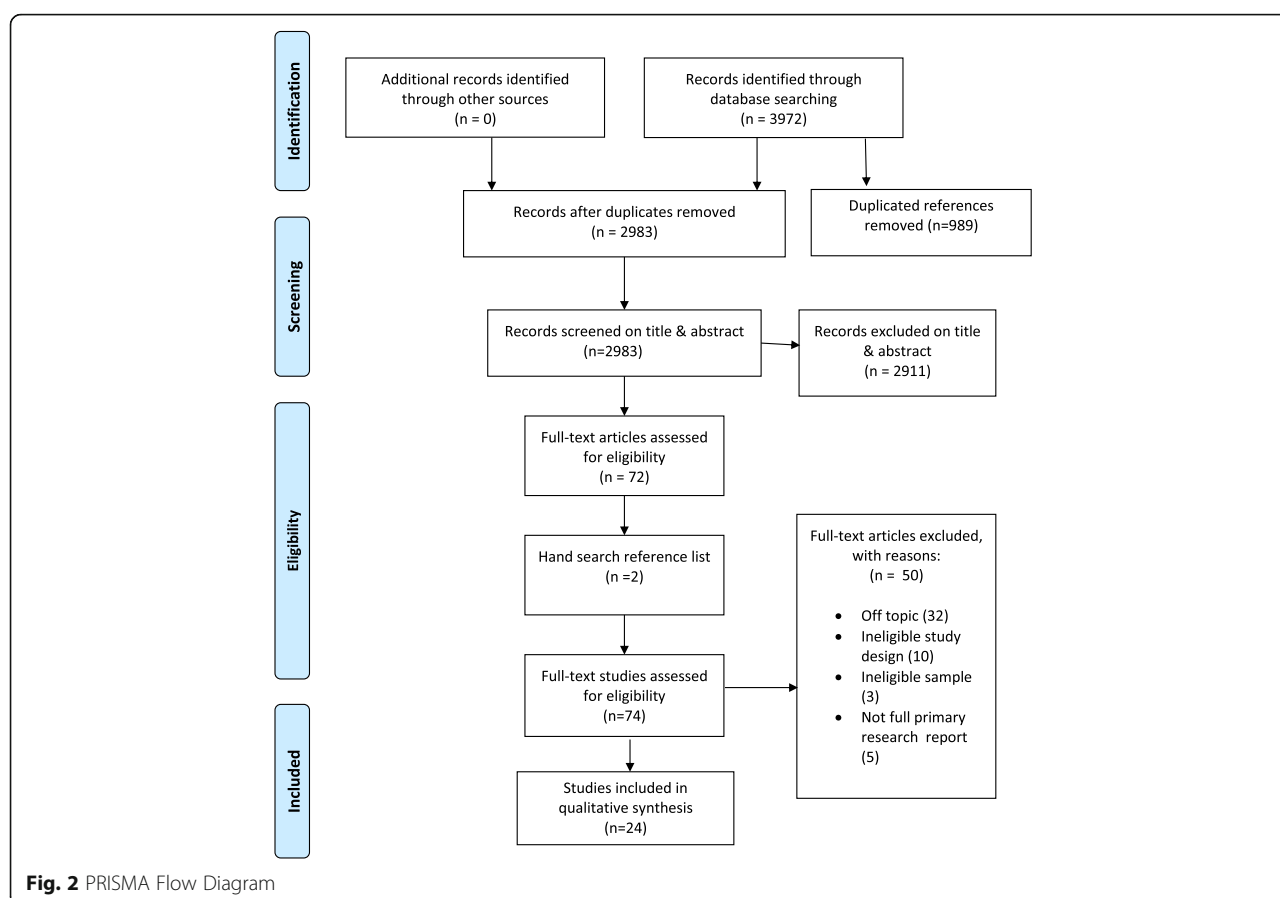 Identification
Additional records identified
through other sources
(n = 0)
Records identified through
database searching
(n = 3972)
Records after duplicates removed
(n = 2983)
Duplicated references
removed (n=989)
Screening
Records screened on title & abstract
(n=2983)
Records excluded on title
& abstract
(n = 2911)
Eligibility
Full-text articles assessed
for eligibility
(n = 72)
Hand search reference list
(n =2)
Full-text studies assessed
for eligibility
(n=74)
Full-text articles excluded,
with reasons:
(n = 50)
• Off topic (32)
• Ineligible study
design (10)
• Ineligible sample
(3)
• Not full primary
research report
(5)
Included
Studies included in
qualitative synthesis
(n=24)
Fig. 2 PRISMA Flow Diagram